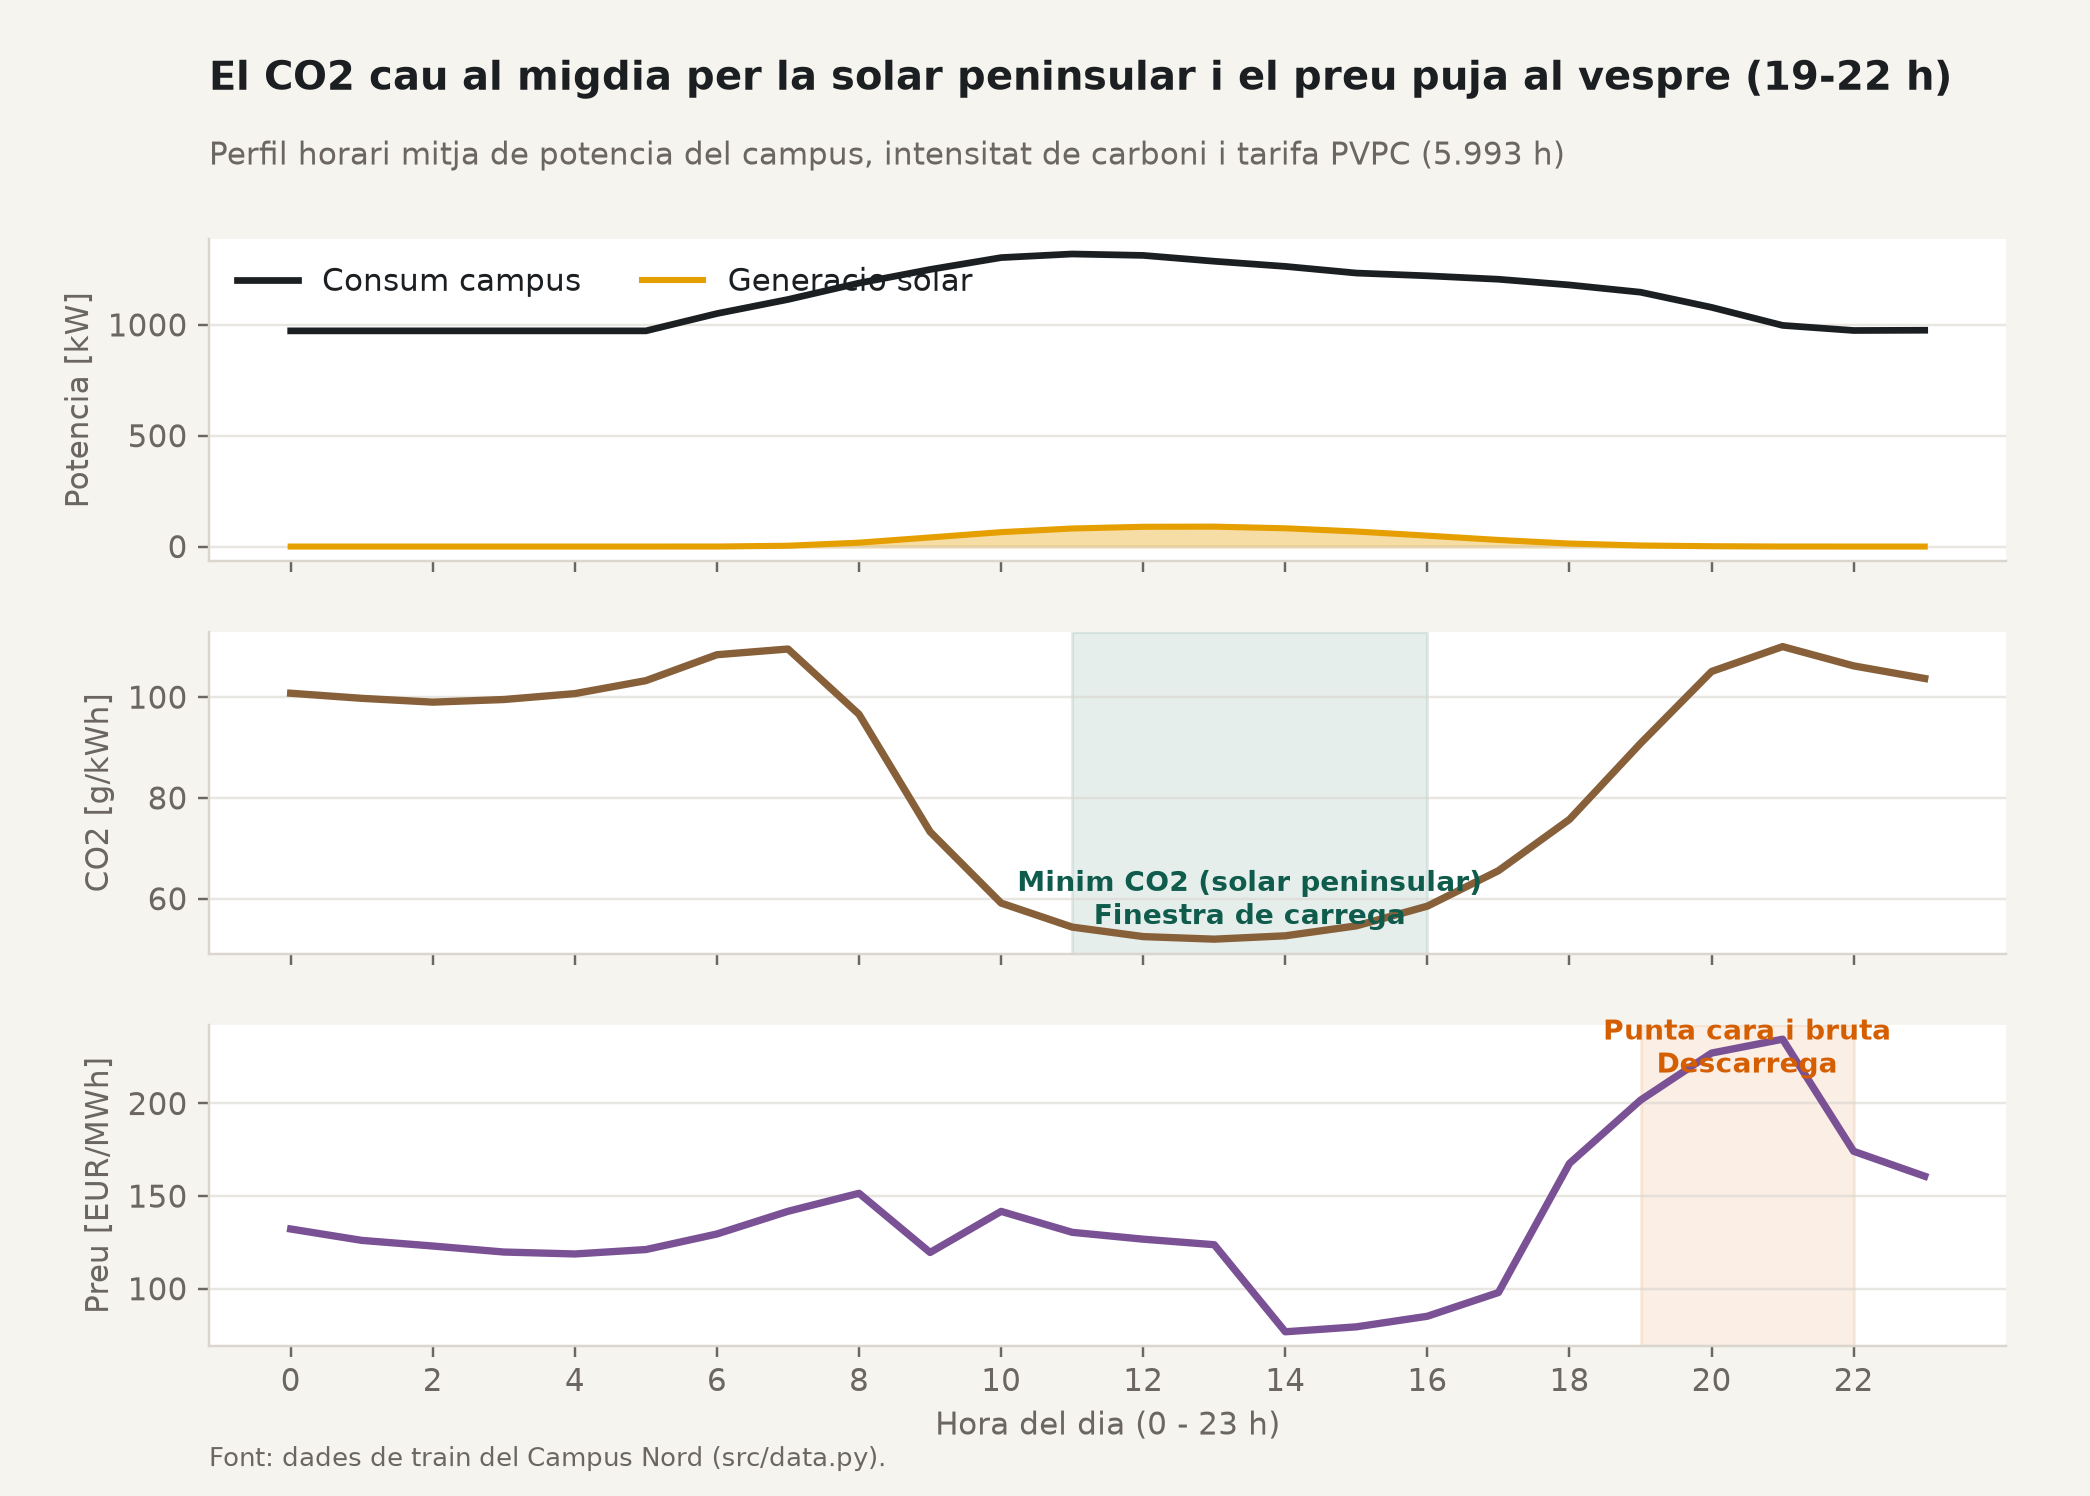 El CO2 cau al migdia per la solar peninsular i el preu puja al vespre (19-22 h)
Perfil horari mitja de potencia del campus, intensitat de carboni i tarifa PVPC (5.993 h)
Consum campus
Generacio solar
Potencia [kW]
1000
500
0
CO2 [g/kWh]
100
80
60
Minim CO2 (solar peninsular)
Finestra de carrega
Preu [EUR/MWh]
200
150
100
Punta cara i bruta
Descarrega
0 2 4 6 8 10 12 14 16 18 20 22
Hora del dia (0 - 23 h)
Font: dades de train del Campus Nord (src/data.py).